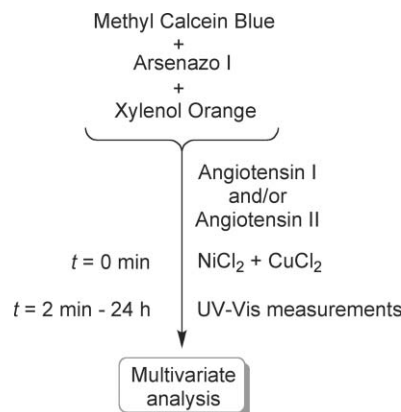 Methyl Calcein Blue
+
Arsenazo I
+
Xylenol Orange
Angiotensin I
and/or
Angiotensin II
t = 0 min NiCl₂ + CuCl₂
t = 2 min - 24 h UV-Vis measurements
Multivariate
analysis